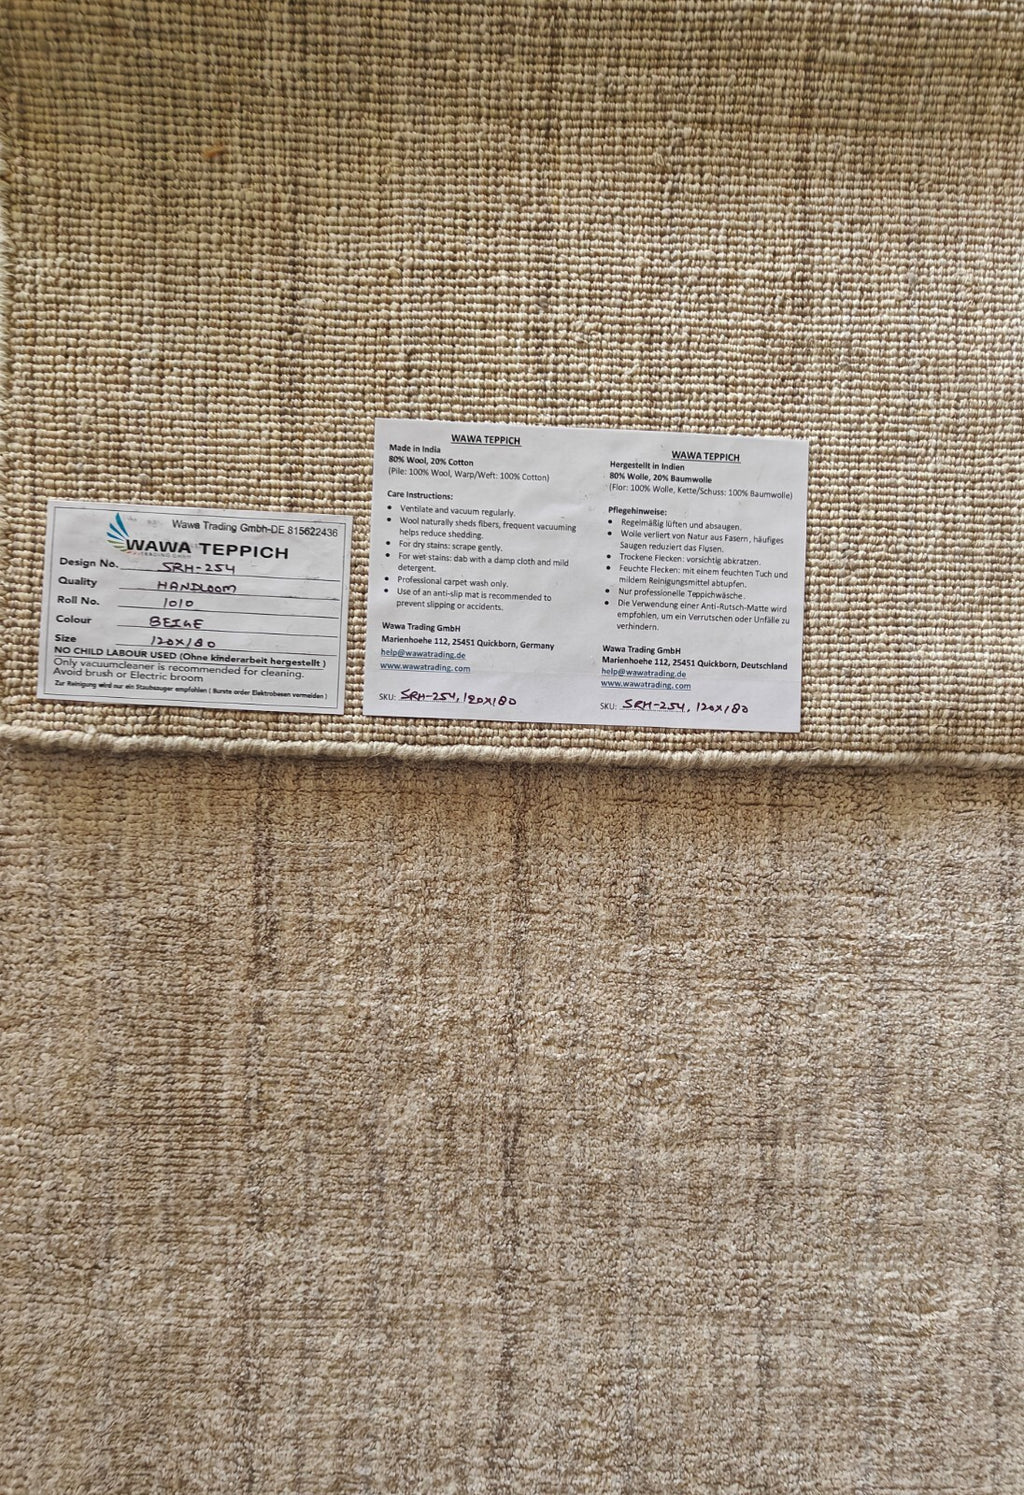 Wawa Trading Gmbh-DE 815622436
WAWA TEPPICH
Design No. SRH-254
Quality HANDLOOM
Roll No. 1010
Colour BEIGE
Size 120x180
NO CHILD LABOUR USED (Ohne kinderarbeit hergestellt )
Only vacuumcleaner is recommended for cleaning.
Avoid brush or Electric broom
Zur Reinigung wird nur ein Staubsauger empfohlen ( Burste order Elektrobesen vermeiden )
WAWA TEPPICH
Made in India
80% Wool, 20% Cotton
(Pile: 100% Wool, Warp/Weft: 100% Cotton)
Care Instructions:
• Ventilate and vacuum regularly.
• Wool naturally sheds fibers, frequent vacuuming
helps reduce shedding.
• For dry stains: scrape gently.
• For wet stains: dab with a damp cloth and mild
detergent.
• Professional carpet wash only.
• Use of an anti-slip mat is recommended to
prevent slipping or accidents.
Wawa Trading GmbH
Marienhoehe 112, 25451 Quickborn, Germany
help@wawatrading.de
www.wawatrading.com
SKU: SRH-254, 120x180
WAWA TEPPICH
Hergestellt in Indien
80% Wolle, 20% Baumwolle
(Flor: 100% Wolle, Kette/Schuss: 100% Baumwolle)
Pflegehinweise:
• Regelmäßig lüften und absaugen.
• Wolle verliert von Natur aus Fasern, häufiges
Saugen reduziert das Flusen.
• Trockene Flecken: vorsichtig abkratzen.
• Feuchte Flecken: mit einem feuchten Tuch und
mildem Reinigungsmittel abtupfen.
• Nur professionelle Teppichwäsche.
• Die Verwendung einer Anti-Rutsch-Matte wird
empfohlen, um ein Verrutschen oder Unfälle zu
verhindern.
Wawa Trading GmbH
Marienhoehe 112, 25451 Quickborn, Deutschland
help@wawatrading.de
www.wawatrading.com
SKU: SRH-254, 120x180